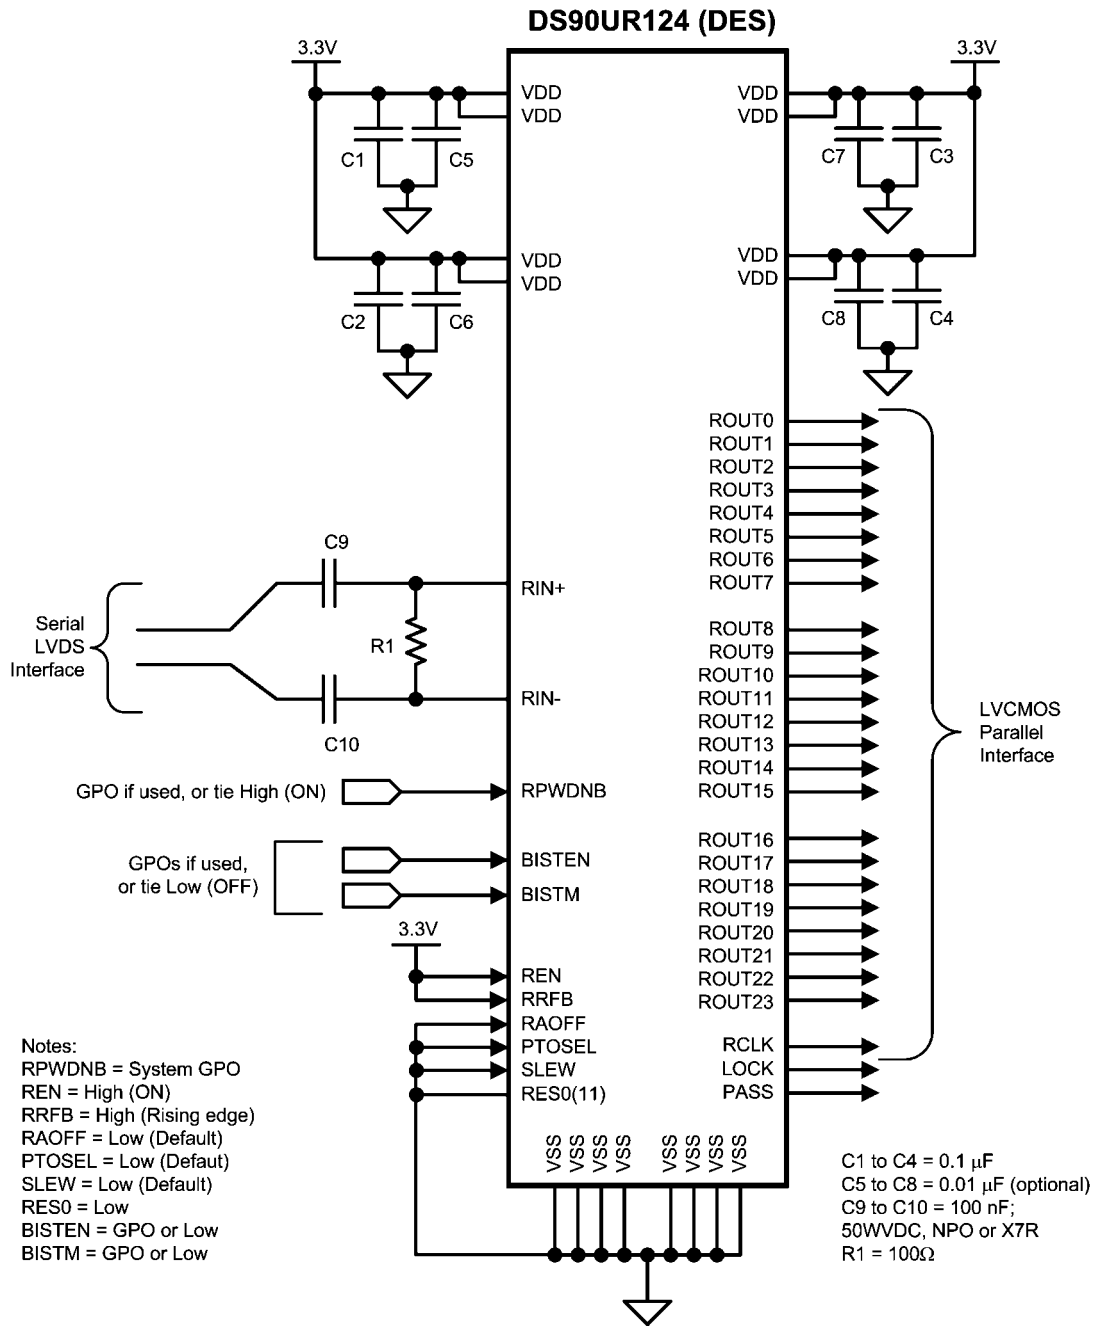 DS90UR124 (DES)
3.3V
3.3V
VDD
VDD
VDD
VDD
C1
C5
C7
C3
VDD
VDD
VDD
VDD
C2
C6
C8
C4
ROUT0
ROUT1
ROUT2
ROUT3
ROUT4
ROUT5
ROUT6
ROUT7
C9
RIN+
Serial
LVDS
Interface
R1
RIN-
C10
ROUT8
ROUT9
ROUT10
ROUT11
ROUT12
ROUT13
ROUT14
ROUT15
LVCMOS
Parallel
Interface
GPO if used, or tie High (ON)
RPWDNB
GPOs if used,
or tie Low (OFF)
BISTEN
BISTM
ROUT16
ROUT17
ROUT18
ROUT19
ROUT20
ROUT21
ROUT22
ROUT23
3.3V
REN
RRFB
RAOFF
PTOSEL
SLEW
RES0(11)
RCLK
LOCK
PASS
VSS
VSS
VSS
VSS
VSS
VSS
VSS
VSS
Notes:
RPWDNB = System GPO
REN = High (ON)
RRFB = High (Rising edge)
RAOFF = Low (Default)
PTOSEL = Low (Defaut)
SLEW = Low (Default)
RES0 = Low
BISTEN = GPO or Low
BISTM = GPO or Low
C1 to C4 = 0.1 μF
C5 to C8 = 0.01 μF (optional)
C9 to C10 = 100 nF;
50WVDC, NPO or X7R
R1 = 100Ω